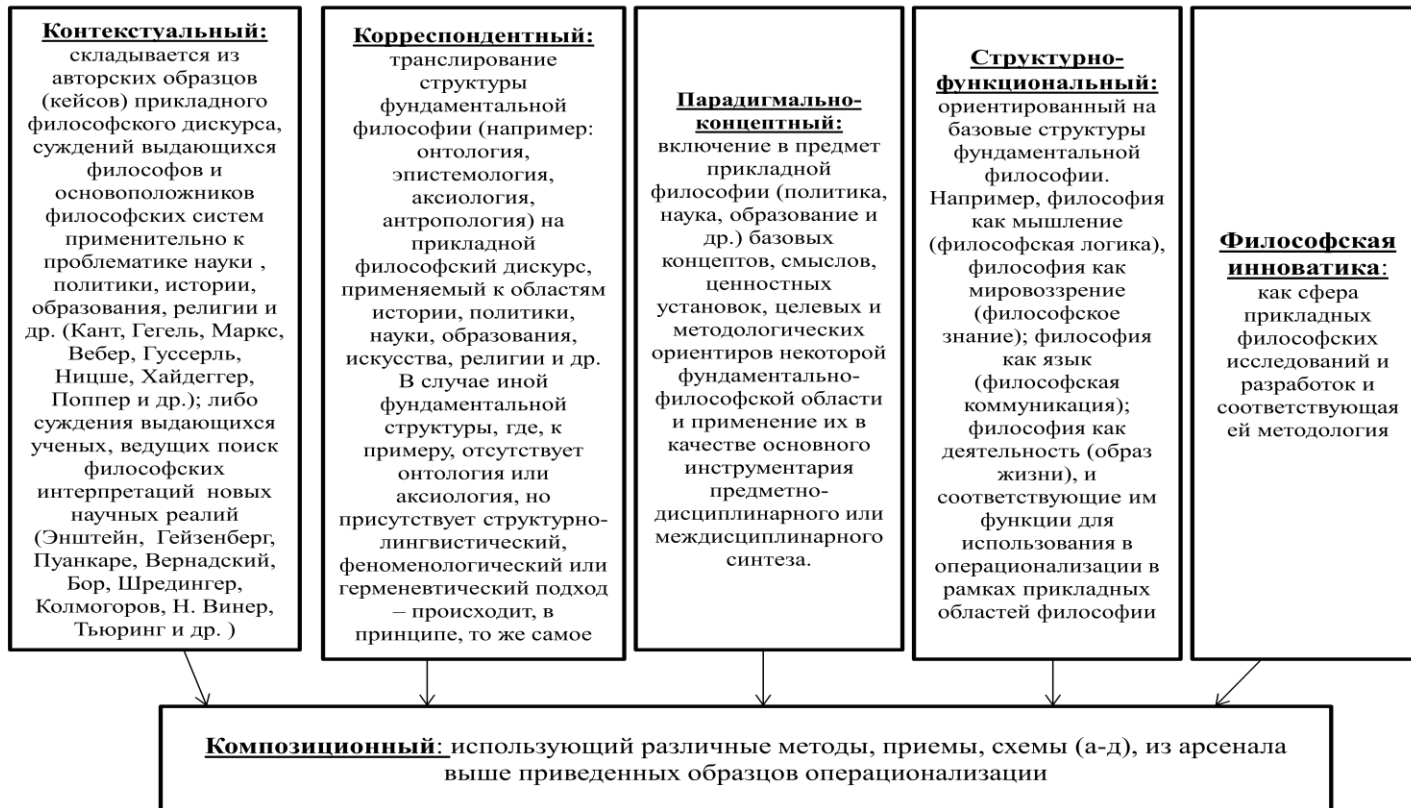 Контекстуальный:
складывается из
авторских образцов
(кейсов) прикладного
философского дискурса,
суждений выдающихся
философов и
основоположников
философских систем
применительно к
проблематике науки ,
политики, истории,
образования, религии и
др. (Кант, Гегель, Маркс,
Вебер, Гуссерль,
Ницше, Хайдеггер,
Поппер и др.); либо
суждения выдающихся
ученых, ведущих поиск
философских
интерпретаций новых
научных реалий
(Энштейн, Гейзенберг,
Пуанкаре, Вернадский,
Бор, Шредингер,
Колмогоров, Н. Винер,
Тьюринг и др. )
Корреспондентный:
транслирование
структуры
фундаментальной
философии (например:
онтология,
эпистемология,
аксиология,
антропология) на
прикладной
философский дискурс,
применяемый к областям
истории, политики,
науки, образования,
искусства, религии и др.
В случае иной
фундаментальной
структуры, где, к
примеру, отсутствует
онтология или
аксиология, но
присутствует структурно-
лингвистический,
феноменологический или
герменевтический подход
– происходит, в
принципе, то же самое
Парадигмально-
концептный:
включение в предмет
прикладной
философии (политика,
наука, образование и
др.) базовых
концептов, смыслов,
ценностных
установок, целевых и
методологических
ориентиров некоторой
фундаментально-
философской области
и применение их в
качестве основного
инструментария
предметно-
дисциплинарного или
междисциплинарного
синтеза.
Структурно-
функциональный:
ориентированный на
базовые структуры
фундаментальной
философии.
Например, философия
как мышление
(философская логика),
философия как
мировоззрение
(философское
знание); философия
как язык
(философская
коммуникация);
философия как
деятельность (образ
жизни), и
соответствующие им
функции для
использования в
операционализации в
рамках прикладных
областей философии
Философская
инноватика:
как сфера
прикладных
философских
исследований и
разработок и
соответствующая
ей методология
Композиционный: использующий различные методы, приемы, схемы (а-д), из арсенала
выше приведенных образцов операционализации